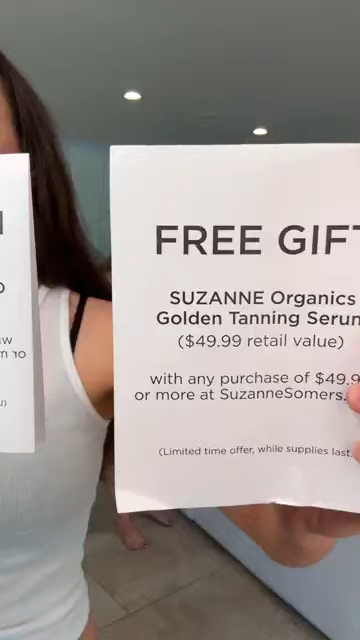 FREE GIFT
SUZANNE Organics
Golden Tanning Serum
($49.99 retail value)
with any purchase of $49.9
or more at SuzanneSomers.
(Limited time offer, while supplies last.